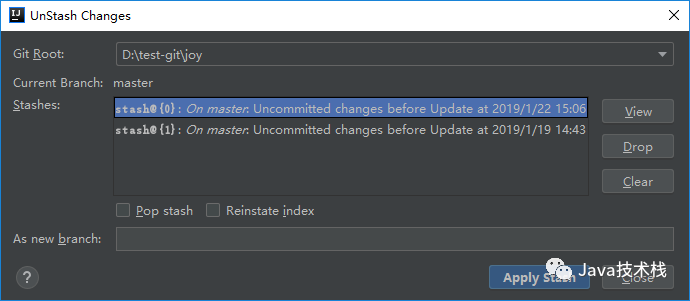 UnStash Changes
Git Root: D:\test-git\joy
Current Branch: master
Stashes: stash@{0}: On master: Uncommitted changes before Update at 2019/1/22 15:06 View
stash@{1}: On master: Uncommitted changes before Update at 2019/1/19 14:43
Drop
Clear
Pop stash Reinstate index
As new branch:
? Apply Stash Close
Java技术栈